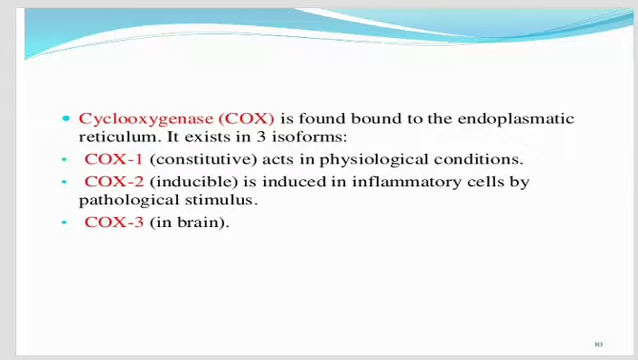 • Cyclooxygenase (COX) is found bound to the endoplasmatic
reticulum. It exists in 3 isoforms:
• COX-1 (constitutive) acts in physiological conditions.
• COX-2 (inducible) is induced in inflammatory cells by
pathological stimulus.
• COX-3 (in brain).
10